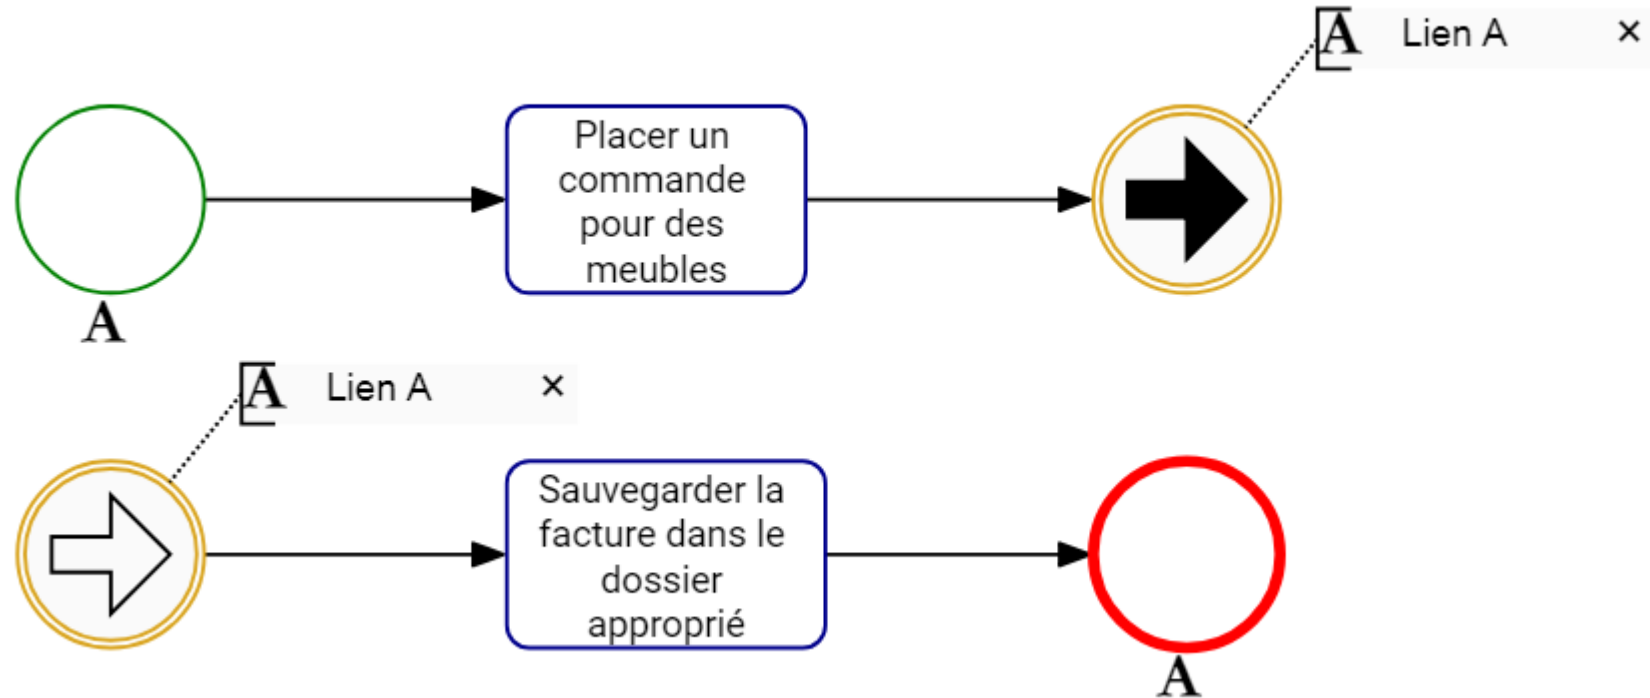 A Lien A ×
Placer un
commande
pour des
meubles
A
A Lien A ×
Sauvegarder la
facture dans le
dossier
approprié
A